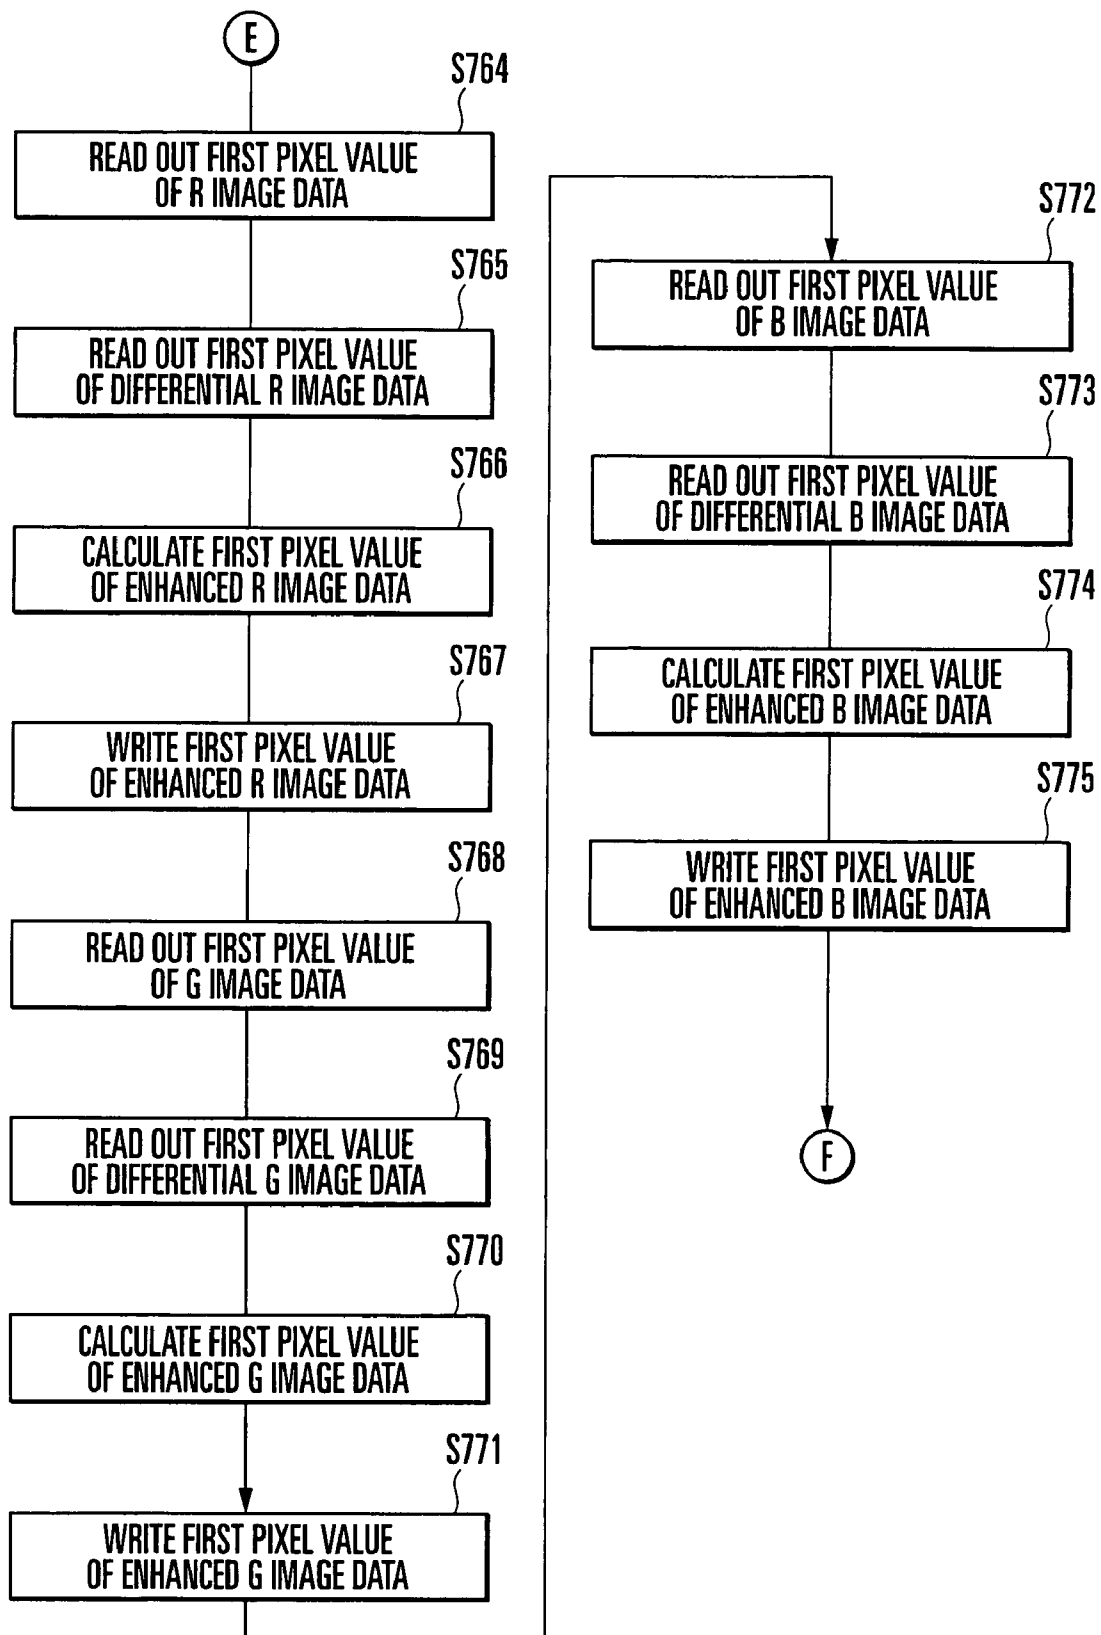 E
S764
READ OUT FIRST PIXEL VALUE
OF R IMAGE DATA
S765
READ OUT FIRST PIXEL VALUE
OF DIFFERENTIAL R IMAGE DATA
S766
CALCULATE FIRST PIXEL VALUE
OF ENHANCED R IMAGE DATA
S767
WRITE FIRST PIXEL VALUE
OF ENHANCED R IMAGE DATA
S768
READ OUT FIRST PIXEL VALUE
OF G IMAGE DATA
S769
READ OUT FIRST PIXEL VALUE
OF DIFFERENTIAL G IMAGE DATA
S770
CALCULATE FIRST PIXEL VALUE
OF ENHANCED G IMAGE DATA
S771
WRITE FIRST PIXEL VALUE
OF ENHANCED G IMAGE DATA
S772
READ OUT FIRST PIXEL VALUE
OF B IMAGE DATA
S773
READ OUT FIRST PIXEL VALUE
OF DIFFERENTIAL B IMAGE DATA
S774
CALCULATE FIRST PIXEL VALUE
OF ENHANCED B IMAGE DATA
S775
WRITE FIRST PIXEL VALUE
OF ENHANCED B IMAGE DATA
F